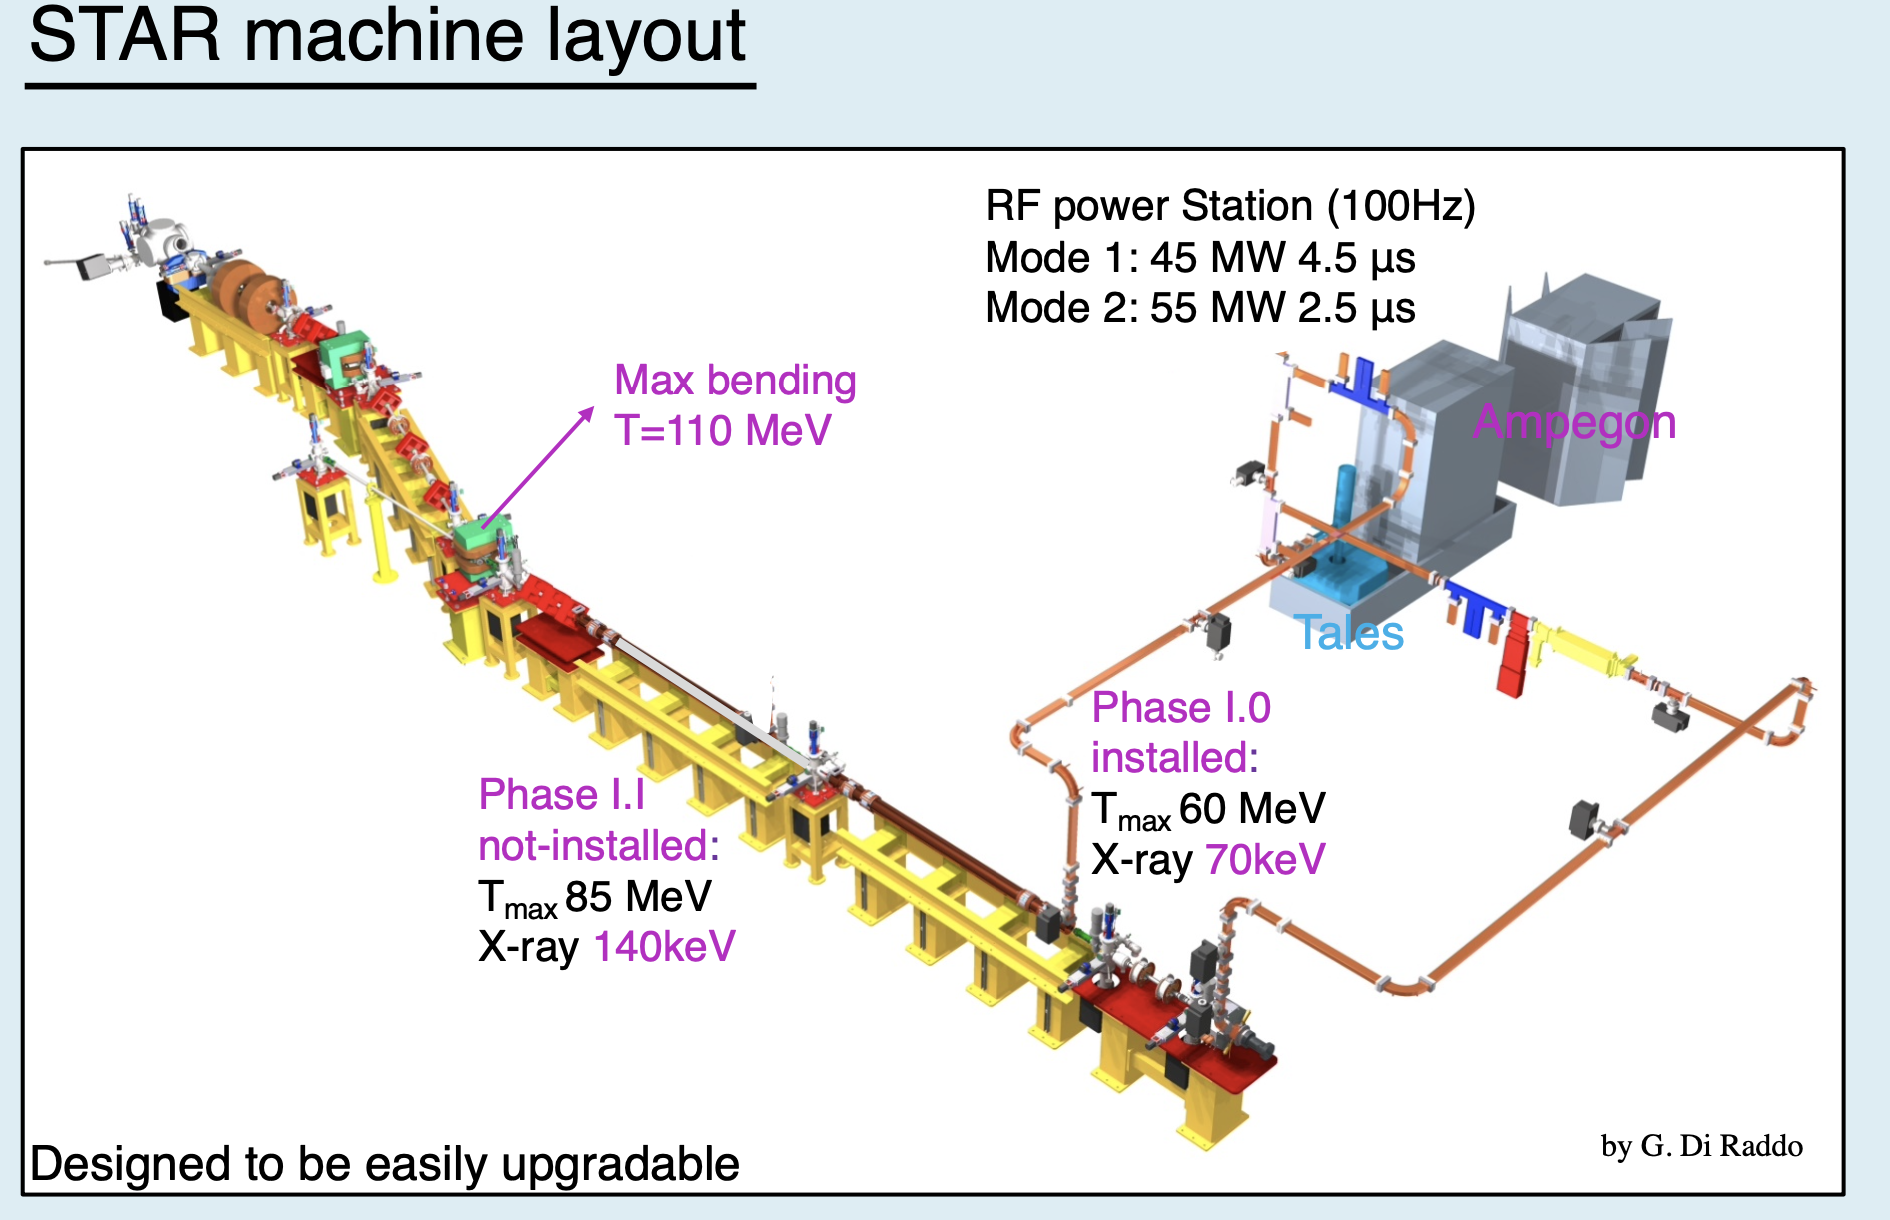 STAR machine layout
RF power Station (100Hz)
Mode 1: 45 MW 4.5 μs
Mode 2: 55 MW 2.5 μs
Max bending
T=110 MeV
Ampegon
Tales
Phase I.0
installed:
Tmax 60 MeV
X-ray 70keV
Phase I.I
not-installed:
Tmax 85 MeV
X-ray 140keV
Designed to be easily upgradable
by G. Di Raddo